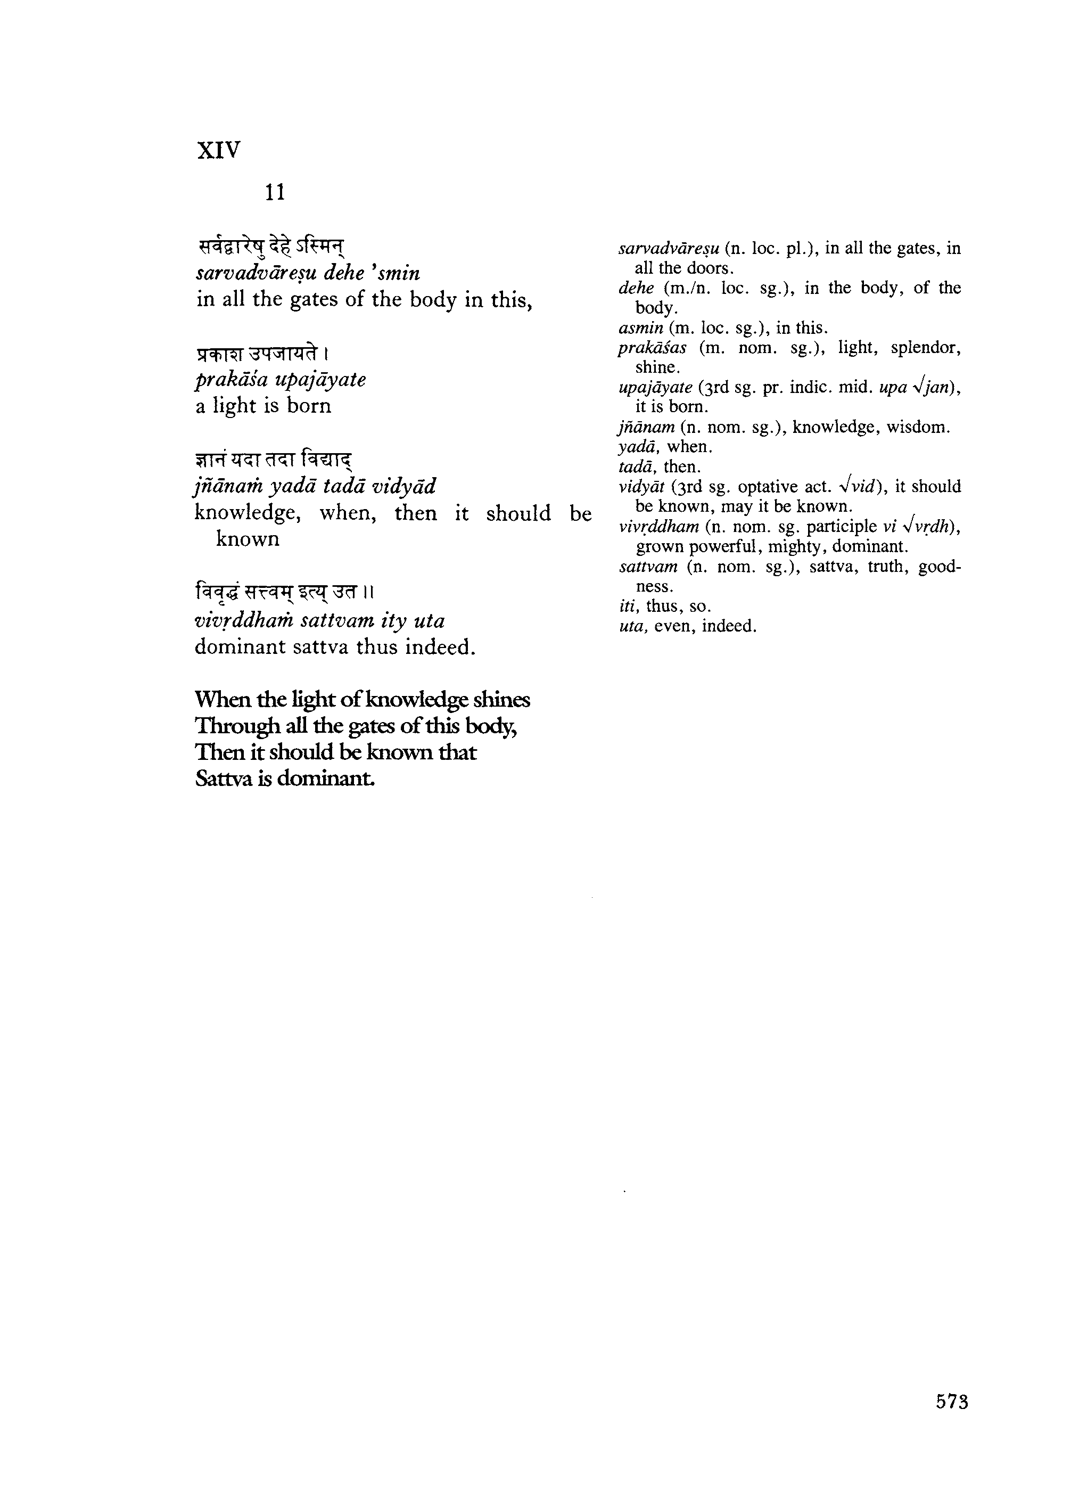 XIV
11
सर्वद्वारेषु देहे ऽस्मिन्
sarvadvāreṣu dehe ’smin
in all the gates of the body in this,
प्रकाश उपजायते ।
prakāśa upajāyate
a light is born
ज्ञानं यदा तदा विद्याद्
jñānaṁ yadā tadā vidyād
knowledge, when, then it should be
known
विवृद्धं सत्त्वम् इत्य् उत ॥
vivṛddhaṁ sattvam ity uta
dominant sattva thus indeed.
When the light of knowledge shines
Through all the gates of this body,
Then it should be known that
Sattva is dominant.
sarvadvāreṣu (n. loc. pl.), in all the gates, in
all the doors.
dehe (m./n. loc. sg.), in the body, of the
body.
asmin (m. loc. sg.), in this.
prakāśas (m. nom. sg.), light, splendor,
shine.
upajāyate (3rd sg. pr. indic. mid. upa √jan),
it is born.
jñānam (n. nom. sg.), knowledge, wisdom.
yadā, when.
tadā, then.
vidyāt (3rd sg. optative act. √vid), it should
be known, may it be known.
vivṛddham (n. nom. sg. participle vi √vṛdh),
grown powerful, mighty, dominant.
sattvam (n. nom. sg.), sattva, truth, good-
ness.
iti, thus, so.
uta, even, indeed.
573